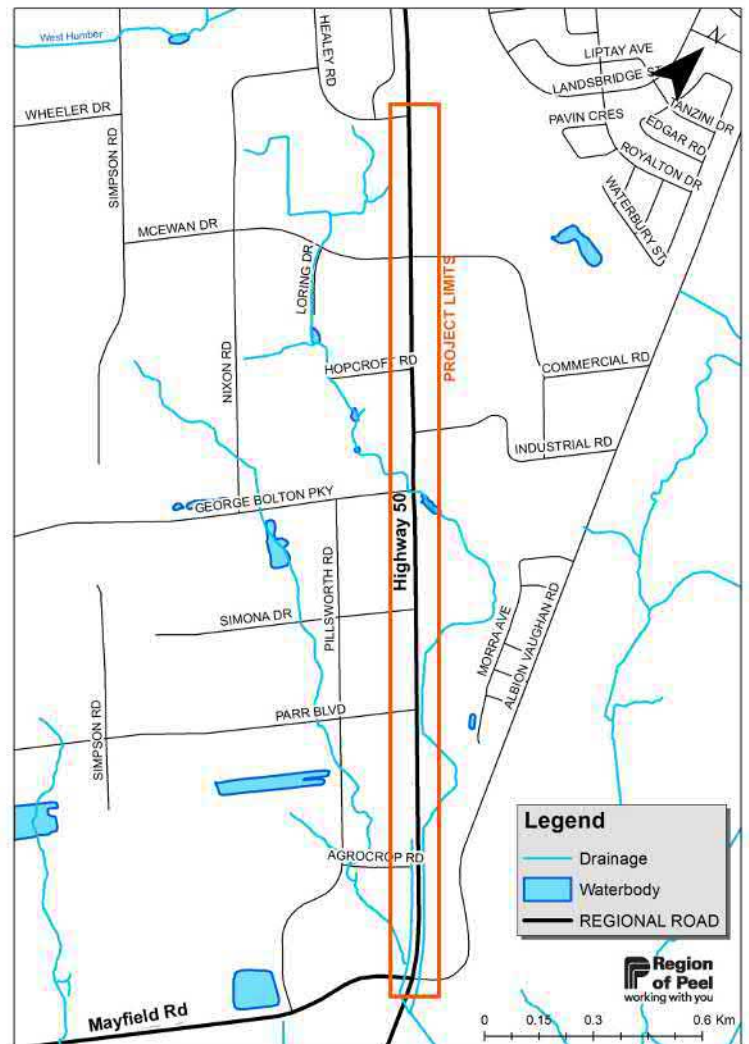 West Humber
HEALEY RD
N
LIPTAY AVE
LANDSBRIDGE ST
WHEELER DR
PAVIN CRES
TANZINI DR
EDGAR RD
ROYALTON DR
SIMPSON RD
WATERBURY ST
MCEWAN DR
LORING DR
PROJECT LIMITS
NIXON RD
HOPCROFT RD
COMMERCIAL RD
INDUSTRIAL RD
GEORGE BOLTON PKY
Highway 50
PILLSWORTH RD
SIMONA DR
MORRA AVE
ALBION VAUGHAN RD
PARR BLVD
SIMPSON RD
AGROCROP RD
Legend
Drainage
Waterbody
REGIONAL ROAD
Region
of Peel
working with you
Mayfield Rd
0 0.15 0.3 0.6 Km